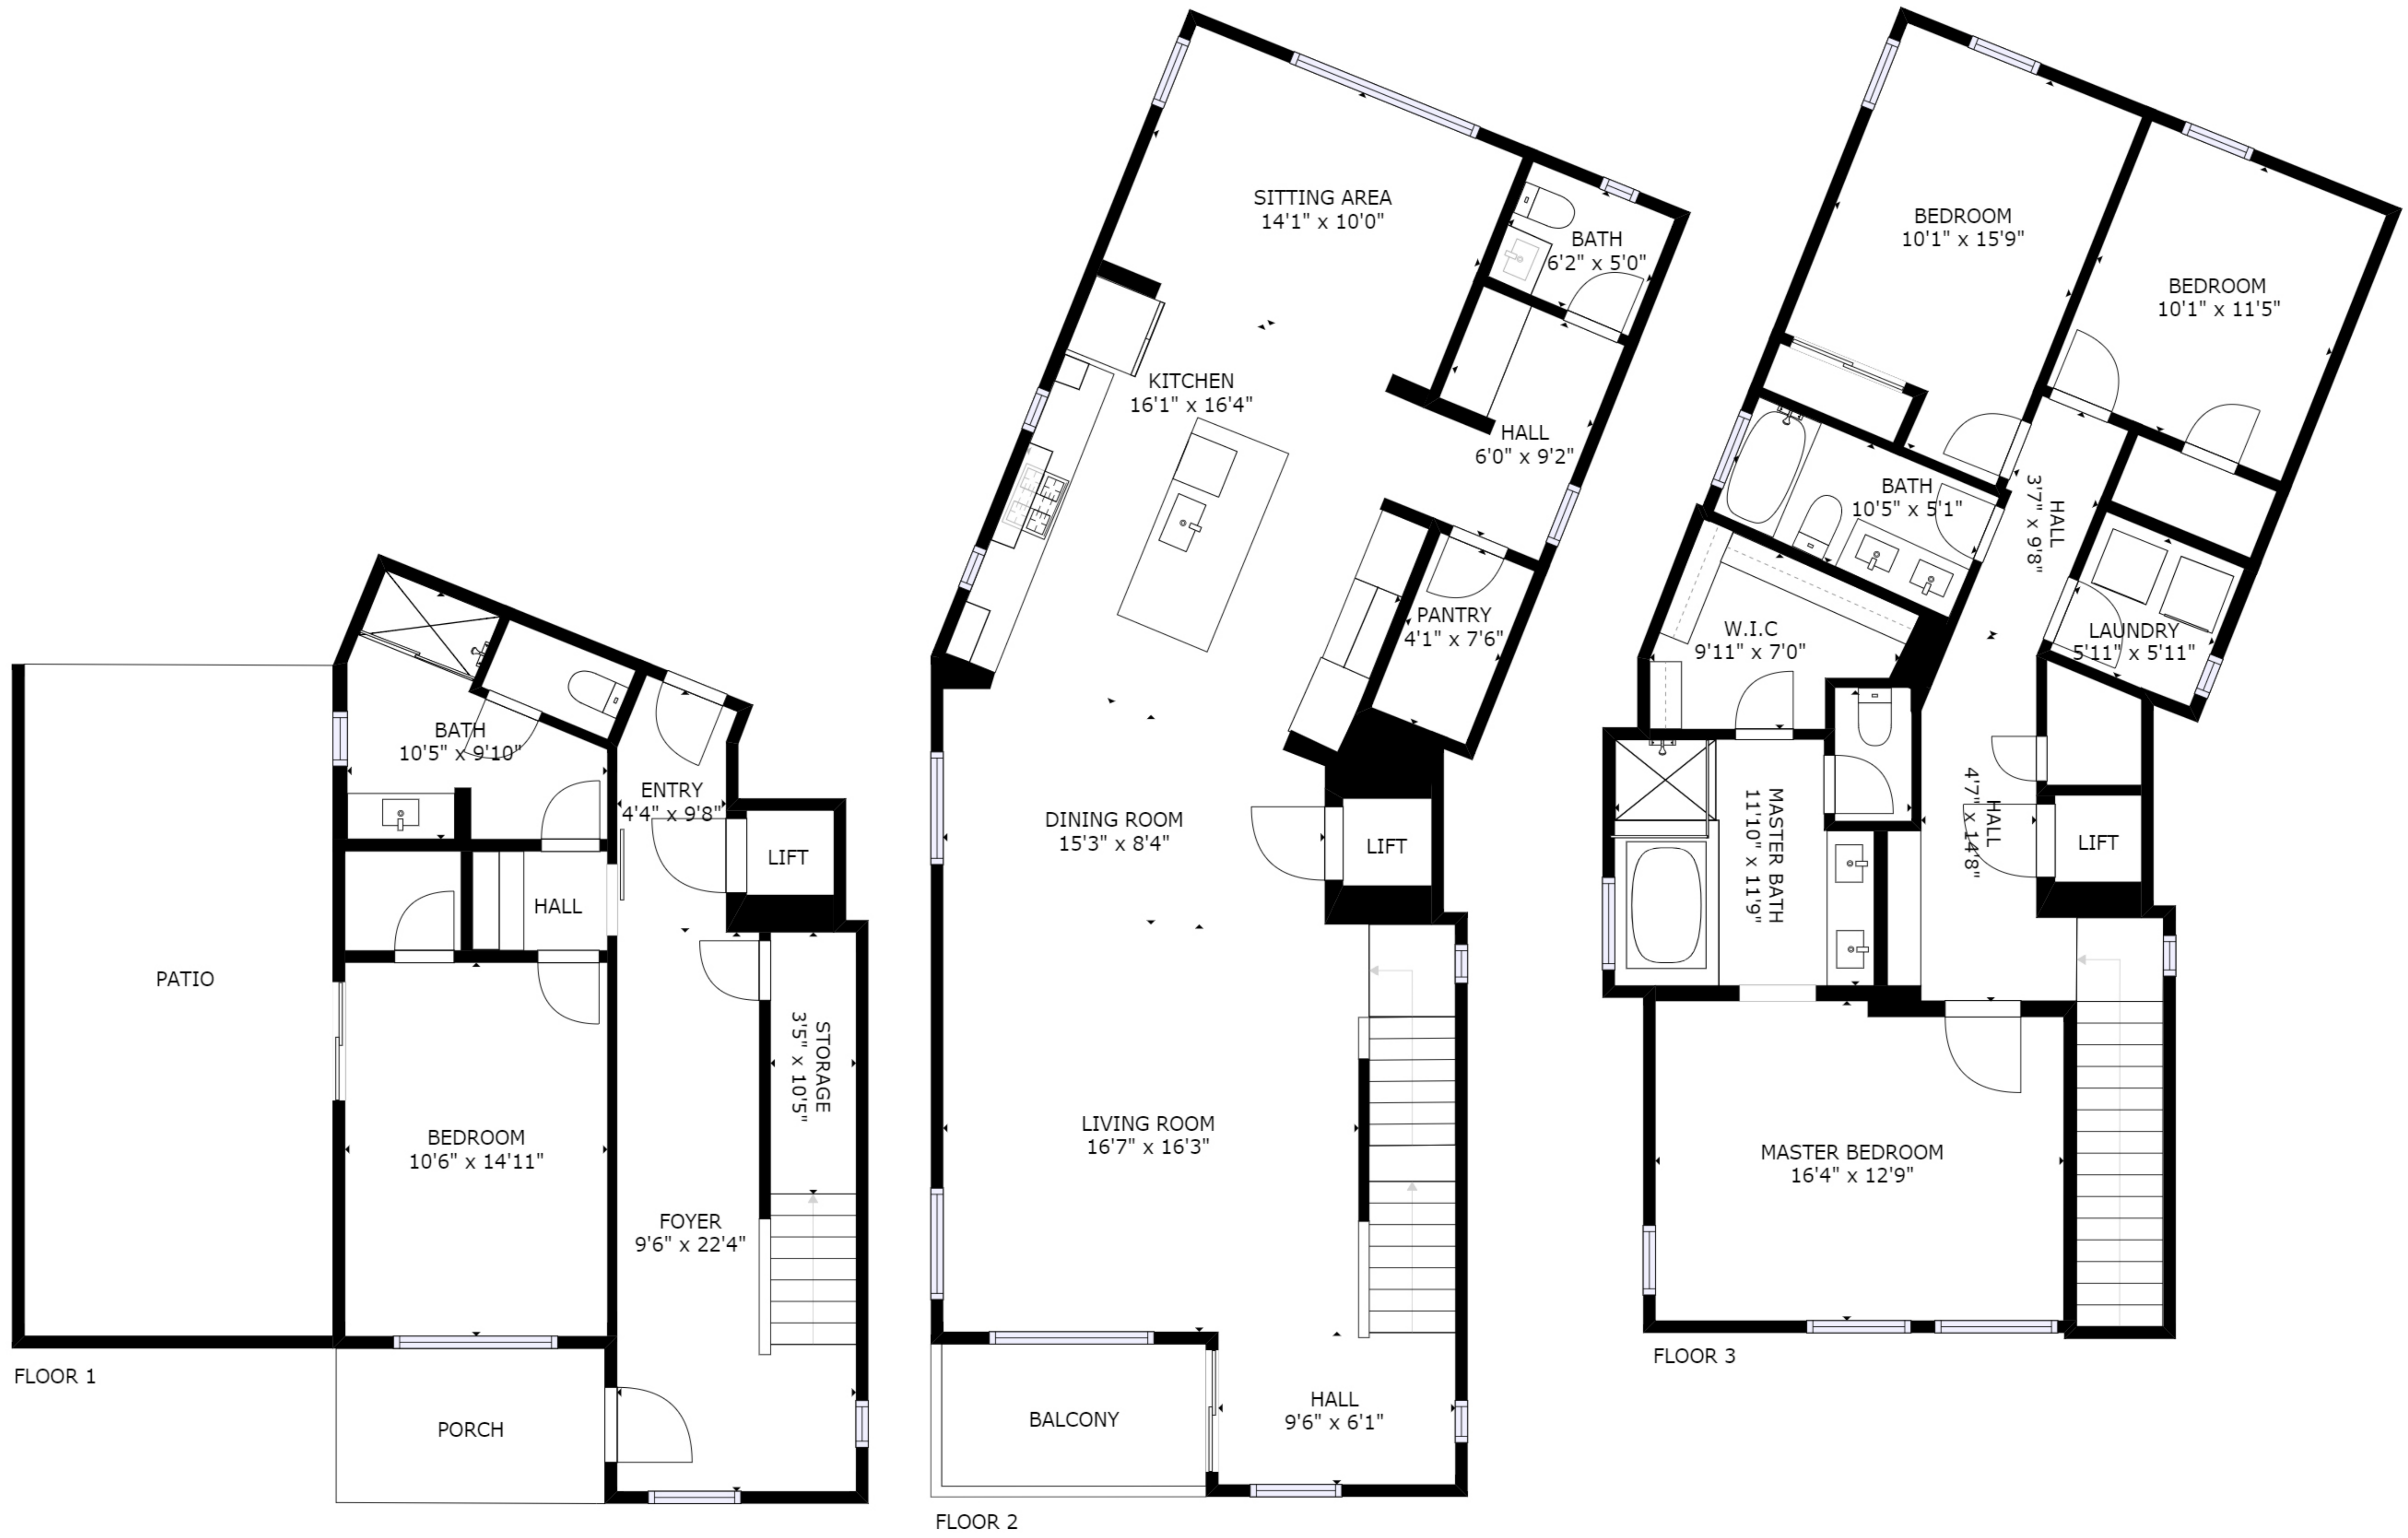 BATH
10'5" x 9'10"
ENTRY
4'4" x 9'8"
LIFT
HALL
PATIO
STORAGE
3'5" x 10'5"
BEDROOM
10'6" x 14'11"
FOYER
9'6" x 22'4"
PORCH
FLOOR 1
SITTING AREA
14'1" x 10'0"
BATH
6'2" x 5'0"
KITCHEN
16'1" x 16'4"
HALL
6'0" x 9'2"
PANTRY
4'1" x 7'6"
DINING ROOM
15'3" x 8'4"
LIFT
LIVING ROOM
16'7" x 16'3"
HALL
9'6" x 6'1"
BALCONY
FLOOR 2
BEDROOM
10'1" x 15'9"
BEDROOM
10'1" x 11'5"
BATH
10'5" x 5'1"
HALL
3'7" x 9'8"
W.I.C
9'11" x 7'0"
LAUNDRY
5'11" x 5'11"
MASTER BATH
11'10" x 11'9"
HALL
4'7" x 14'8"
LIFT
MASTER BEDROOM
16'4" x 12'9"
FLOOR 3